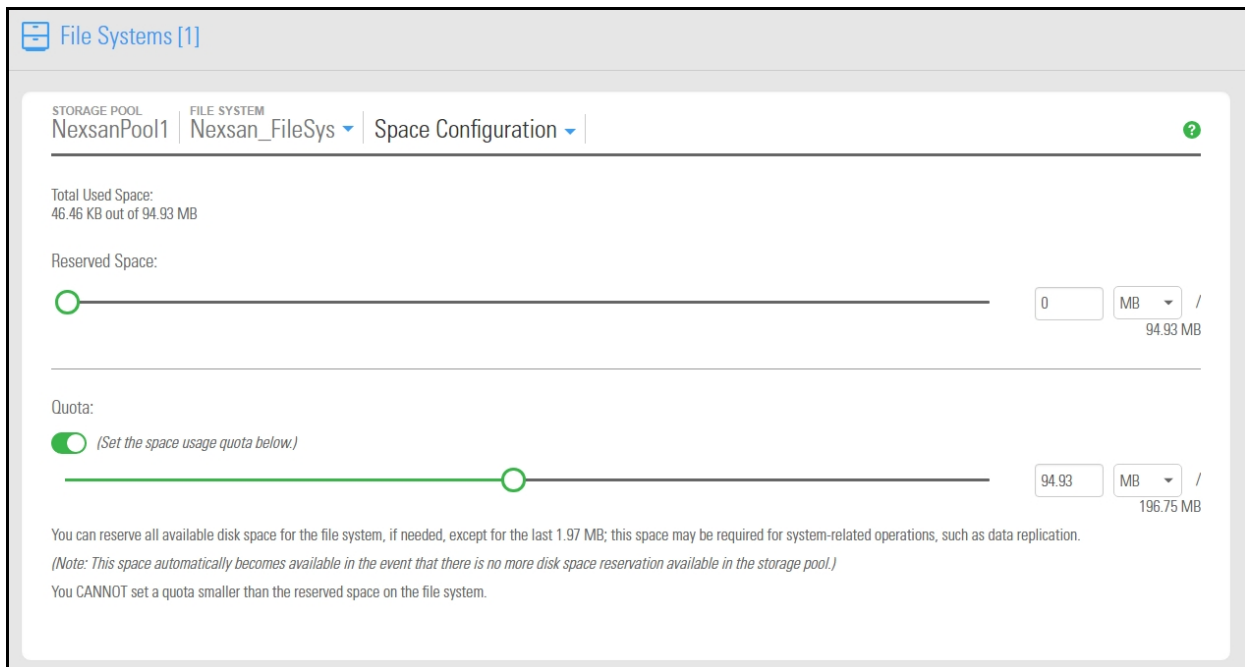 File Systems [1]
STORAGE POOL FILE SYSTEM
NexsanPool1 Nexsan_FileSys Space Configuration ?
Total Used Space:
46.46 KB out of 94.93 MB
Reserved Space:
0 MB /
94.93 MB
Quota:
(Set the space usage quota below.)
94.93 MB /
196.75 MB
You can reserve all available disk space for the file system, if needed, except for the last 1.97 MB; this space may be required for system-related operations, such as data replication.
(Note: This space automatically becomes available in the event that there is no more disk space reservation available in the storage pool.)
You CANNOT set a quota smaller than the reserved space on the file system.